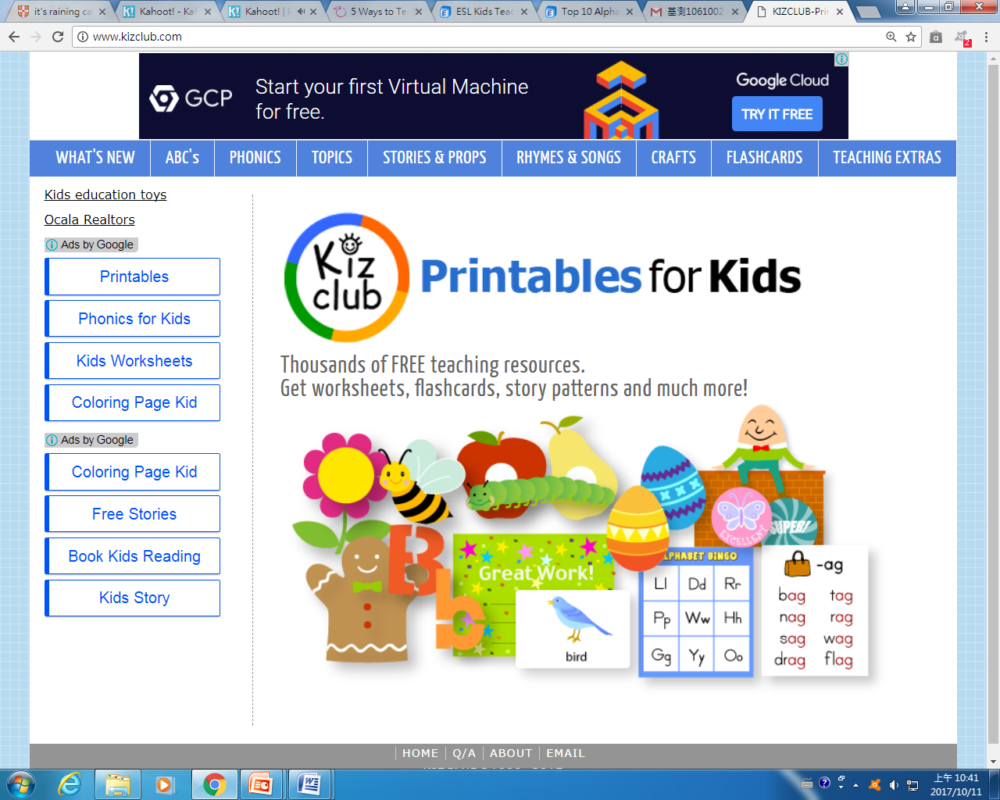 it's raining ca
Kahoot! - Kal
Kahoot! | P
5 Ways to Te
ESL Kids Teac
Top 10 Alpha
基測1061002
KIZCLUB-Prin
www.kizclub.com
2
GCP
Start your first Virtual Machine
for free.
Google Cloud
TRY IT FREE
WHAT'S NEW
ABC's
PHONICS
TOPICS
STORIES & PROPS
RHYMES & SONGS
CRAFTS
FLASHCARDS
TEACHING EXTRAS
Kids education toys
Ocala Realtors
Ads by Google
Printables
Phonics for Kids
Kids Worksheets
Coloring Page Kid
Ads by Google
Coloring Page Kid
Free Stories
Book Kids Reading
Kids Story
Kiz
club
Printables for Kids
Thousands of FREE teaching resources.
Get worksheets, flashcards, story patterns and much more!
EXCELLENT
SUPER!
B
b
Great Work!
bird
ALPHABET BINGO
Ll Dd Rr
Pp Ww Hh
Gg Yy Oo
-ag
bag tag
nag rag
sag wag
drag flag
HOME Q/A ABOUT EMAIL
上午 10:41
2017/10/11